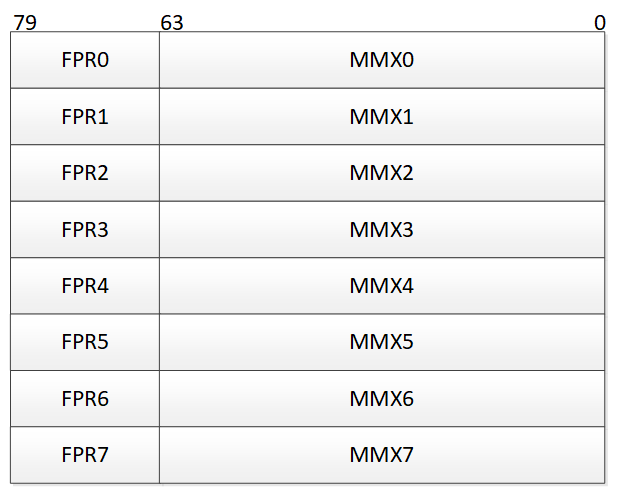 79 63 0
FPR0 MMX0
FPR1 MMX1
FPR2 MMX2
FPR3 MMX3
FPR4 MMX4
FPR5 MMX5
FPR6 MMX6
FPR7 MMX7